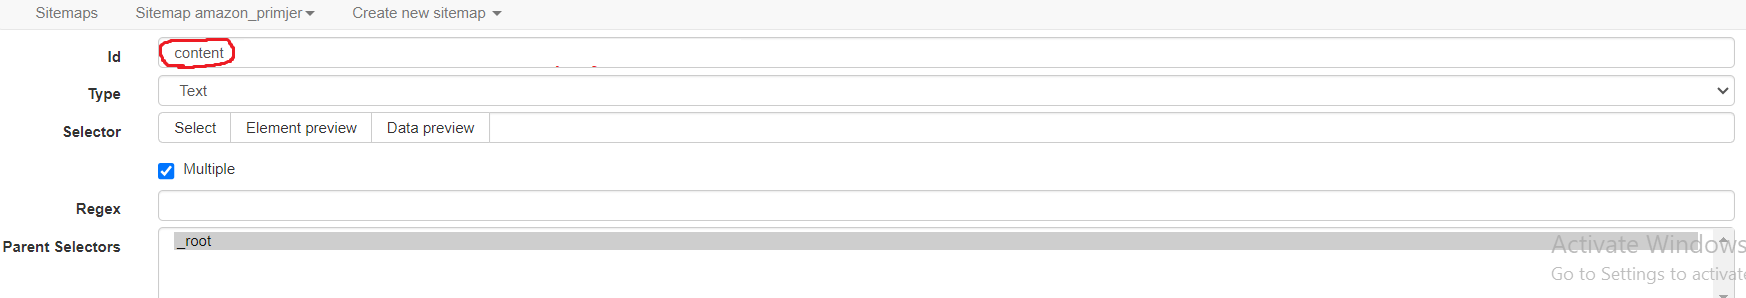 Sitemaps Sitemap amazon_primjer Create new sitemap
Id content
Type Text
Selector Select Element preview Data preview
Multiple
Regex
Parent Selectors _root
Activate Windows
Go to Settings to activate